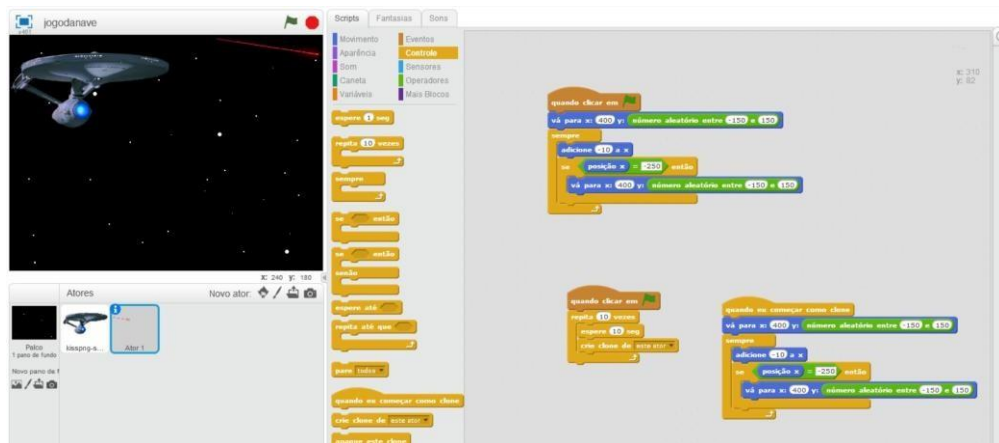 jogodanave
v461
x: 240 y: 180
Atores
Novo ator:
Palco
1 pano de fundo
Novo pano de f
kisspng-s...
Ator 1
Scripts
Fantasias
Sons
Movimento
Eventos
Aparência
Controle
Som
Sensores
Caneta
Operadores
Variáveis
Mais Blocos
espere 1 seg
repita 10 vezes
sempre
se então
se então
senão
espere até
repita até que
pare todos
quando eu começar como clone
crie clone de este ator
apague este clone
x: 310
y: 82
quando clicar em
vá para x: 400 y: número aleatório entre -150 e 150
sempre
adicione -10 a x
se posição x = -250 então
vá para x: 400 y: número aleatório entre -150 e 150
quando clicar em
repita 10 vezes
espere 10 seg
crie clone de este ator
quando eu começar como clone
vá para x: 400 y: número aleatório entre -150 e 150
sempre
adicione -10 a x
se posição x = -250 então
vá para x: 400 y: número aleatório entre -150 e 150